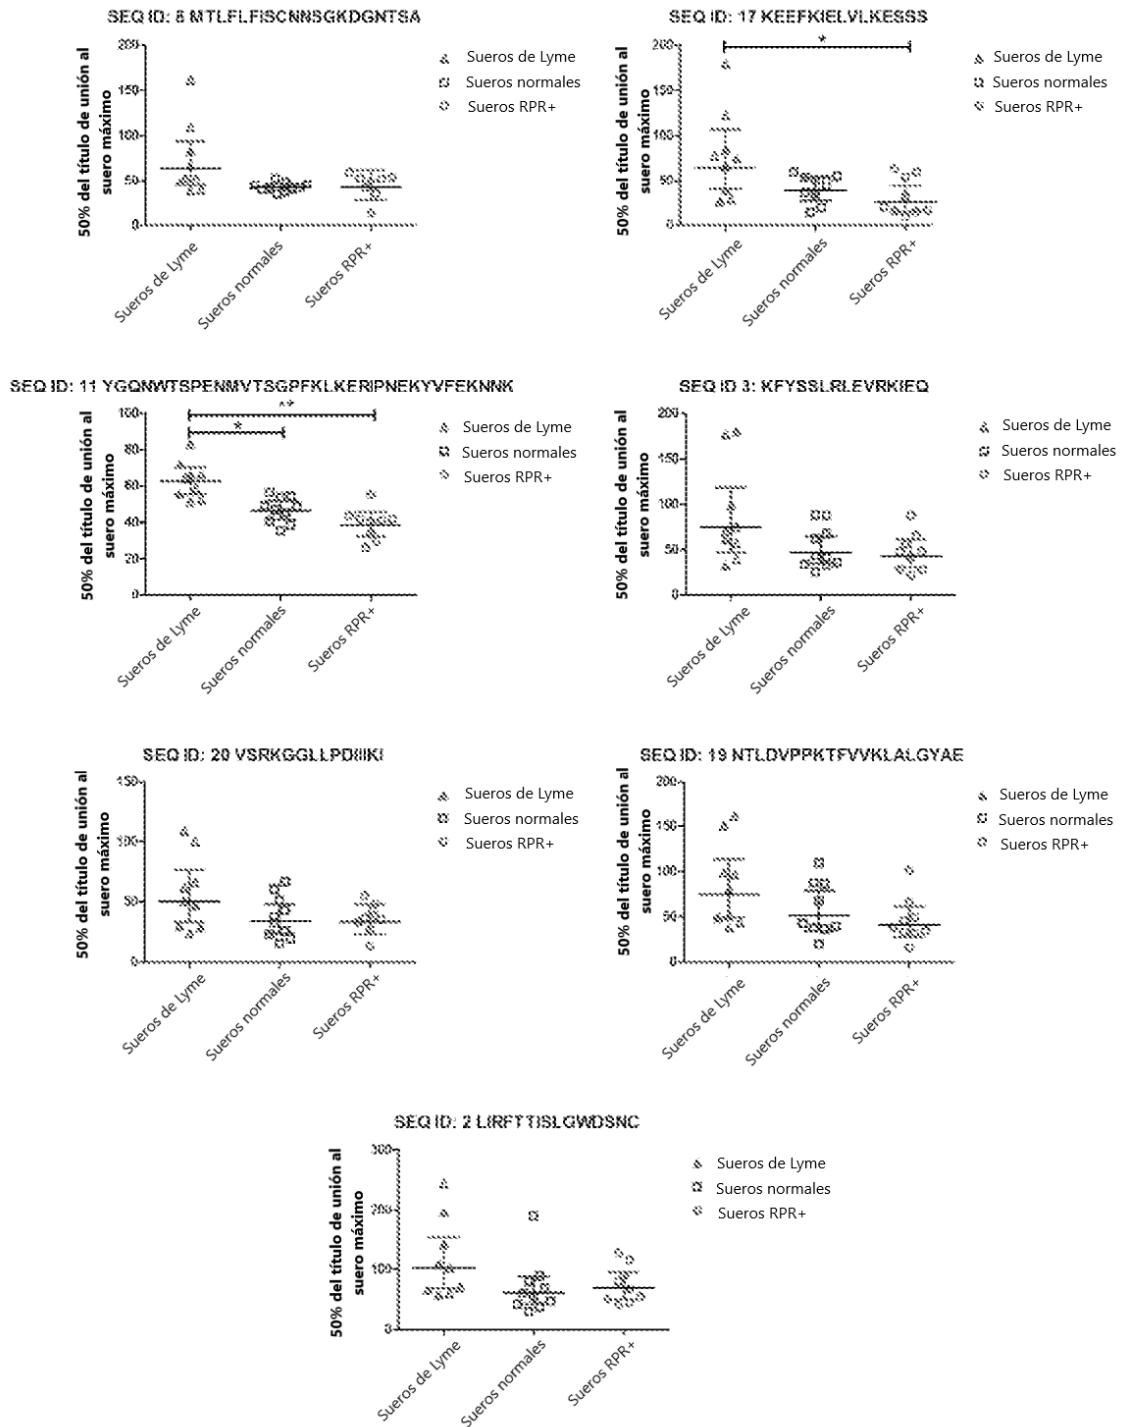 SEQ ID: 8 MTLFLFISCNNSGKDGNTSA
50% del título de unión al
suero máximo
200
150
100
50
0
Sueros de Lyme
Sueros normales
Sueros RPR+
Sueros de Lyme
Sueros normales
Sueros RPR+
SEQ ID: 17 KEEFKIELVLKESSS
50% del título de unión al
suero máximo
200
150
100
50
0
*
Sueros de Lyme
Sueros normales
Sueros RPR+
Sueros de Lyme
Sueros normales
Sueros RPR+
SEQ ID: 11 YGQNWTSPENMVTSGPFKLKERIPNEKYVFEKNNK
50% del título de unión al
suero máximo
100
80
60
40
20
0
**
*
Sueros de Lyme
Sueros normales
Sueros RPR+
Sueros de Lyme
Sueros normales
Sueros RPR+
SEQ ID 3: KFYSSLRLEVRKIEQ
50% del título de unión al
suero máximo
200
150
100
50
0
Sueros de Lyme
Sueros normales
Sueros RPR+
Sueros de Lyme
Sueros normales
Sueros RPR+
SEQ ID: 20 VSRKGGLLPDIIIKI
50% del título de unión al
suero máximo
150
100
50
0
Sueros de Lyme
Sueros normales
Sueros RPR+
Sueros de Lyme
Sueros normales
Sueros RPR+
SEQ ID: 19 NTLDVPPKTFVVKLALGYAE
50% del título de unión al
suero máximo
200
150
100
50
0
Sueros de Lyme
Sueros normales
Sueros RPR+
Sueros de Lyme
Sueros normales
Sueros RPR+
SEQ ID: 2 LIRFTTISLGWDSNC
50% del título de unión al
suero máximo
300
200
100
0
Sueros de Lyme
Sueros normales
Sueros RPR+
Sueros de Lyme
Sueros normales
Sueros RPR+